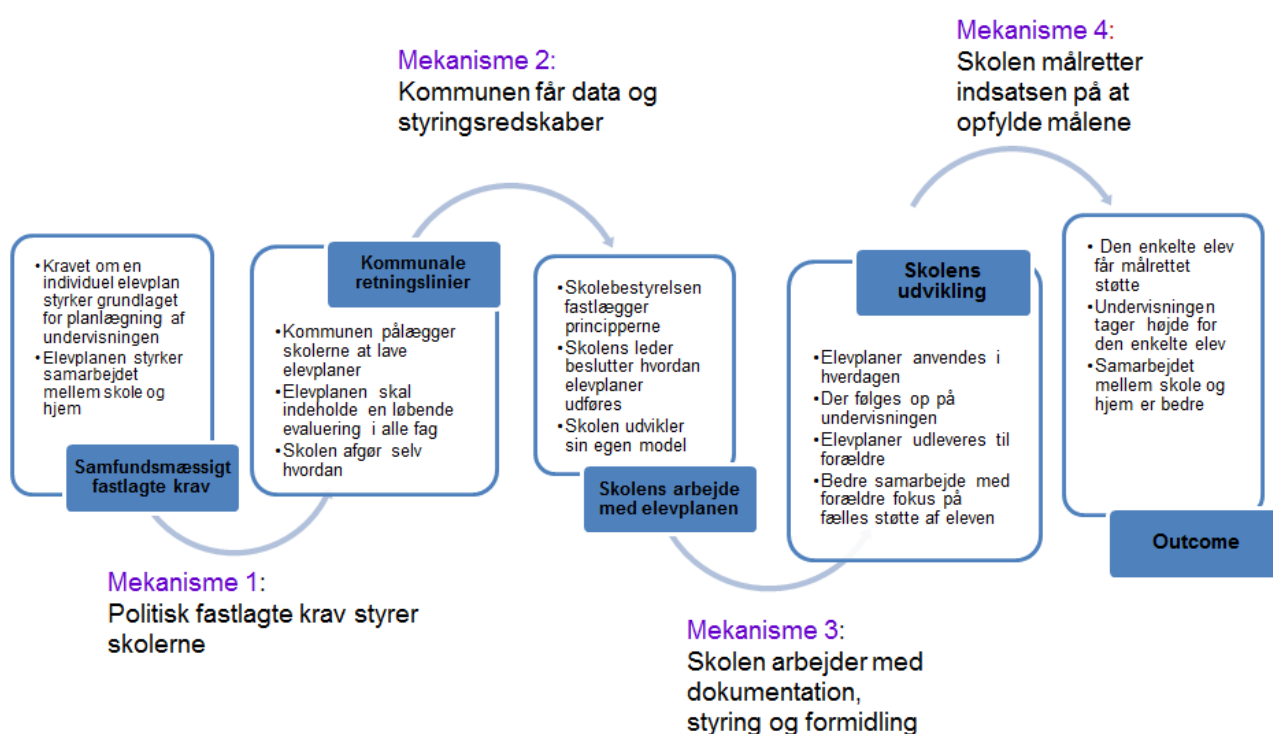 Mekanisme 4:
Skolen målretter
indsatsen på at
opfylde målene
Mekanisme 2:
Kommunen får data og
styringsredskaber
•Kravet om en
individuel elevplan
styrker grundlaget
for planlægning af
undervisningen
•Elevplanen styrker
samarbejdet
mellem skole og
hjem
Samfundsmæssigt
fastlagte krav
Kommunale
retningslinier
•Kommunen pålægger
skolerne at lave
elevplaner
•Elevplanen skal
indeholde en løbende
evaluering i alle fag
•Skolen afgør selv
hvordan
•Skolebestyrelsen
fastlægger
principperne
•Skolens leder
beslutter hvordan
elevplaner
udføres
•Skolen udvikler
sin egen model
Skolens arbejde
med elevplanen
Skolens
udvikling
•Elevplaner anvendes i
hverdagen
•Der følges op på
undervisningen
•Elevplaner udleveres til
forældre
•Bedre samarbejde med
forældre fokus på
fælles støtte af eleven
• Den enkelte elev
får målrettet
støtte
•Undervisningen
tager højde for
den enkelte elev
•Samarbejdet
mellem skole og
hjem er bedre
Outcome
Mekanisme 1:
Politisk fastlagte krav styrer
skolerne
Mekanisme 3:
Skolen arbejder med
dokumentation,
styring og formidling